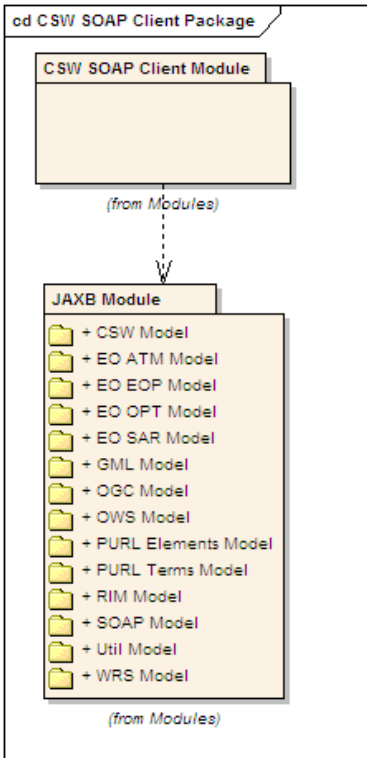 cd CSW SOAP Client Package
CSW SOAP Client Module
(from Modules)
JAXB Module
+ CSW Model
+ EO ATM Model
+ EO EOP Model
+ EO OPT Model
+ EO SAR Model
+ GML Model
+ OGC Model
+ OWS Model
+ PURL Elements Model
+ PURL Terms Model
+ RIM Model
+ SOAP Model
+ Util Model
+ WRS Model
(from Modules)